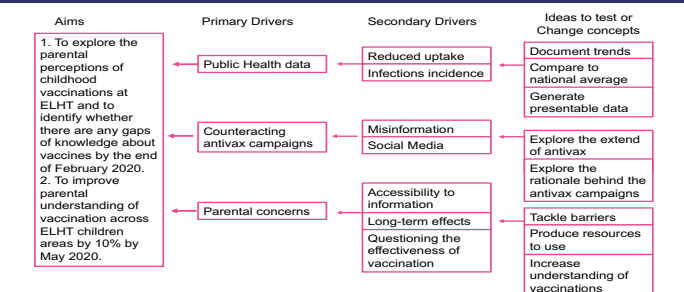 Aims
Primary Drivers
Secondary Drivers
Ideas to test or
Change concepts
1. To explore the
parental
perceptions of
childhood
vaccinations at
ELHT and to
identify whether
there are any gaps
of knowledge about
vaccines by the end
of February 2020.
2. To improve
parental
understanding of
vaccination across
ELHT children
areas by 10% by
May 2020.
Public Health data
Counteracting
antivax campaigns
Parental concerns
Reduced uptake
Infections incidence
Misinformation
Social Media
Accessibility to
information
Long-term effects
Questioning the
effectiveness of
vaccination
Document trends
Compare to
national average
Generate
presentable data
Explore the extend
of antivax
Explore the
rationale behind the
antivax campaigns
Tackle barriers
Produce resources
to use
Increase
understanding of
vaccinations